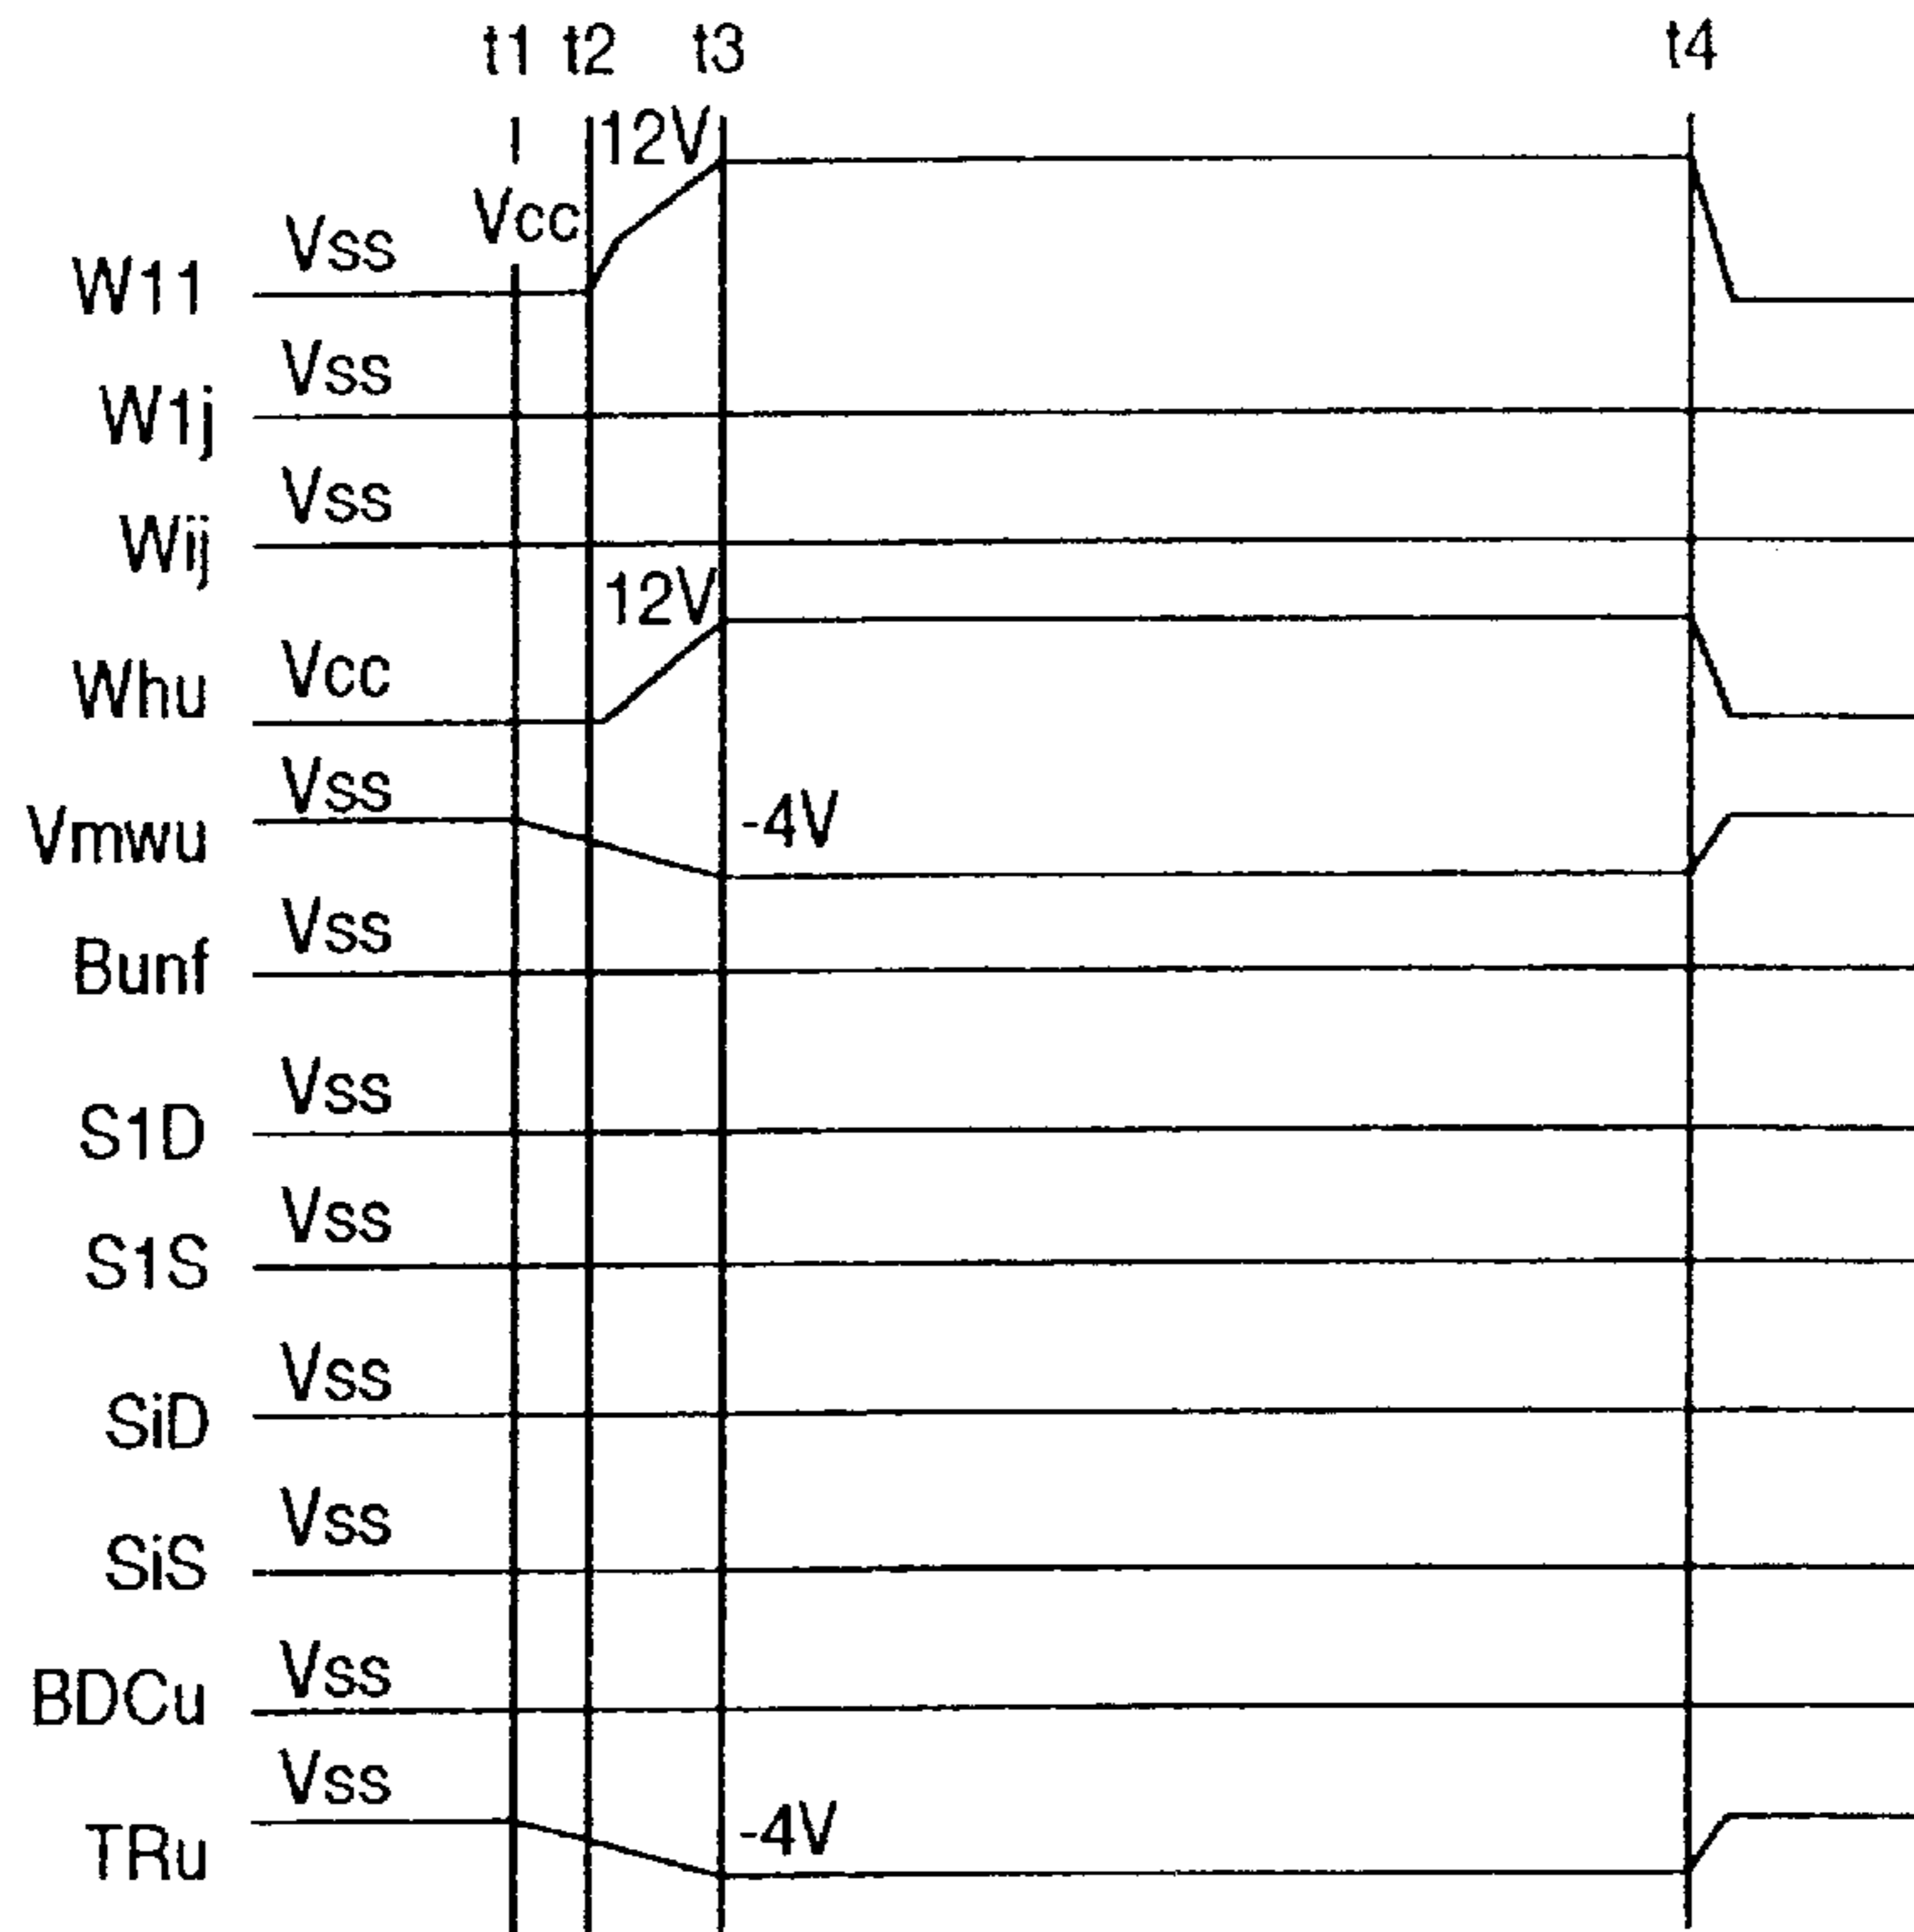 t1 t2 t3 t4
12V
Vcc
W11 Vss
W1j Vss
Wij Vss
12V
Whu Vcc
Vmwu Vss -4V
Bunf Vss
S1D Vss
S1S Vss
SiD Vss
SiS Vss
BDCu Vss
TRu Vss -4V